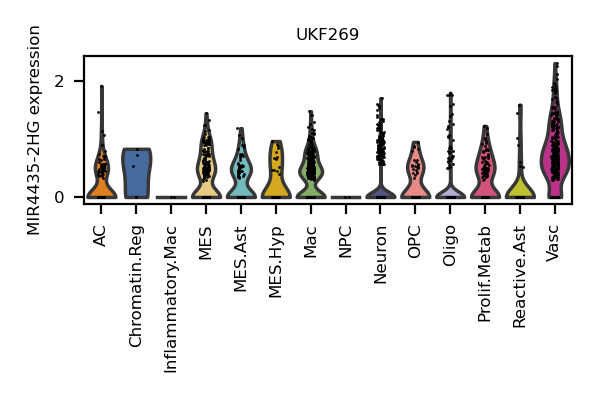 UKF269
MIR4435-2HG expression
2
0
AC
Chromatin.Reg
Inflammatory.Mac
MES
MES.Ast
MES.Hyp
Mac
NPC
Neuron
OPC
Oligo
Prolif.Metab
Reactive.Ast
Vasc